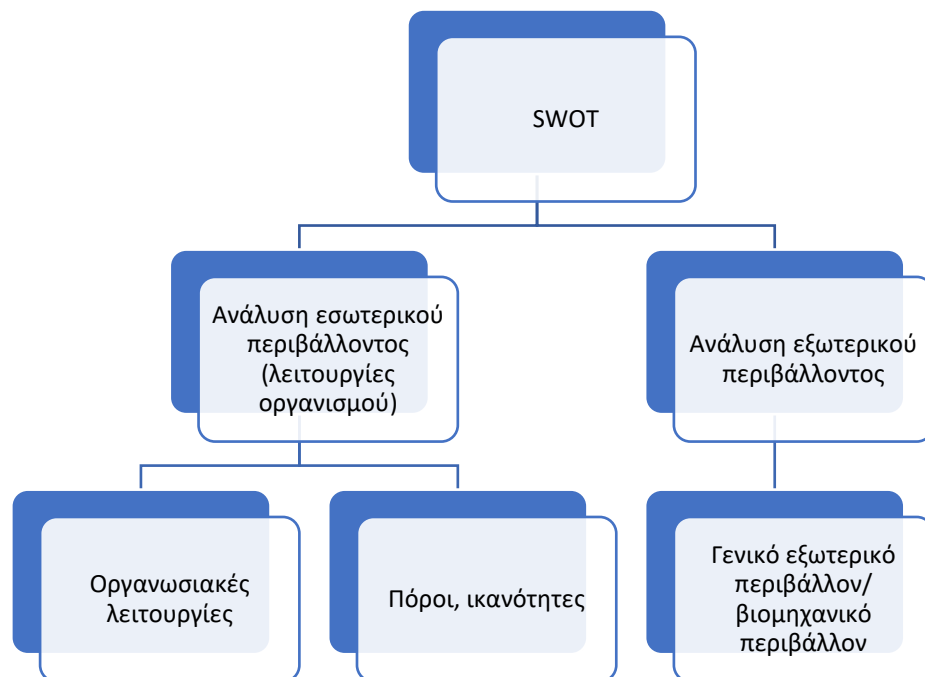 SWOT
Ανάλυση εσωτερικού
περιβάλλοντος
(λειτουργίες
οργανισμού)
Ανάλυση εξωτερικού
περιβάλλοντος
Οργανωσιακές
λειτουργίες
Πόροι, ικανότητες
Γενικό εξωτερικό
περιβάλλον/
βιομηχανικό
περιβάλλον